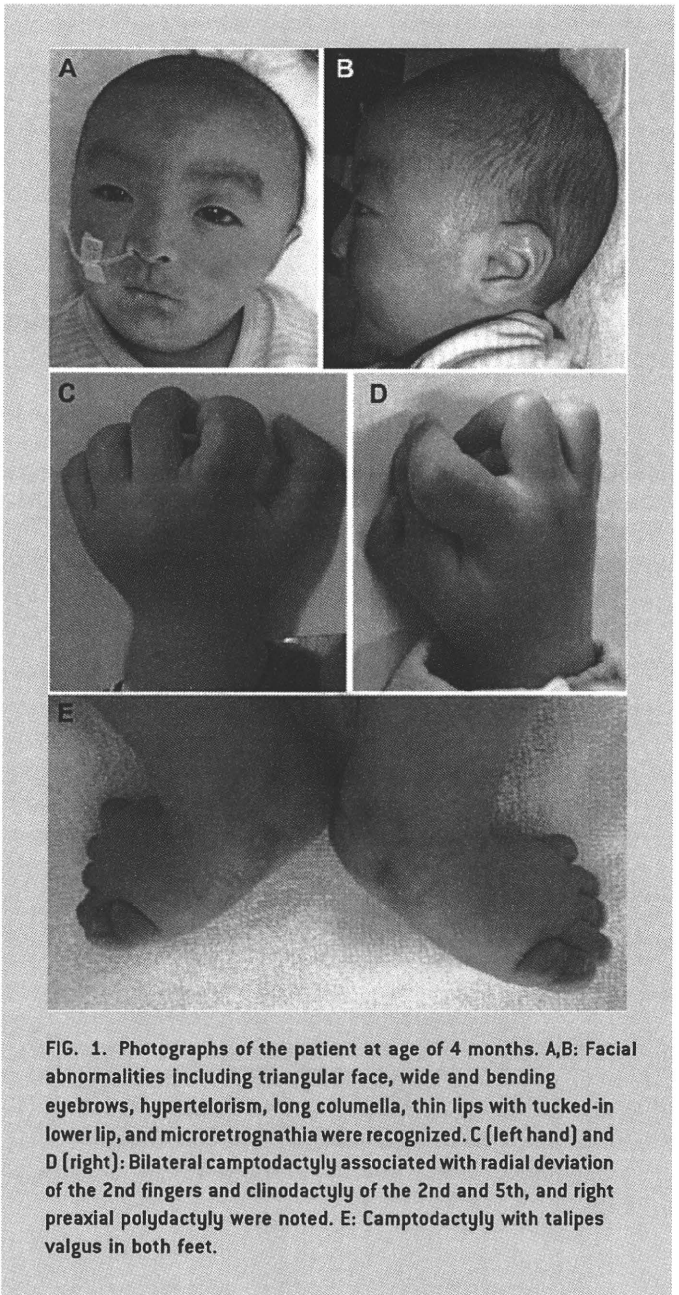 A
B
C
D
E
FIG. 1. Photographs of the patient at age of 4 months. A,B: Facial
abnormalities including triangular face, wide and bending
eyebrows, hypertelorism, long columella, thin lips with tucked-in
lower lip, and microretrognathia were recognized. C (left hand) and
D (right): Bilateral camptodactyly associated with radial deviation
of the 2nd fingers and clinodactyly of the 2nd and 5th, and right
preaxial polydactyly were noted. E: Camptodactyly with talipes
valgus in both feet.